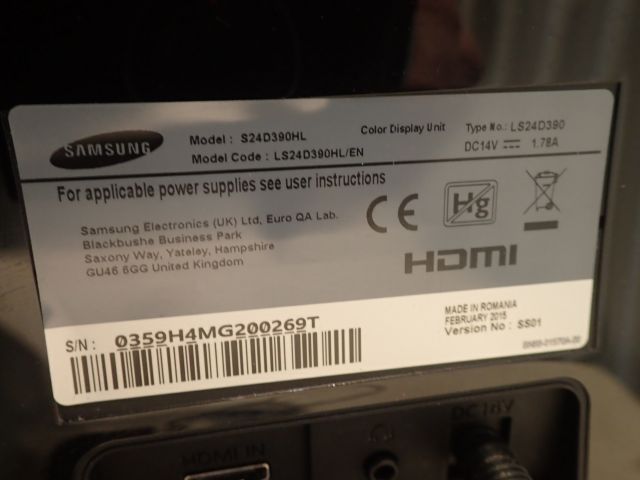 SAMSUNG
Model : S24D390HL
Color Display Unit
Type No.: LS24D390
Model Code : LS24D390HL/EN
DC14V 1.78A
For applicable power supplies see user instructions
Samsung Electronics (UK) Ltd, Euro QA Lab.
Blackbushe Business Park
Saxony Way, Yateley, Hampshire
GU46 6GG United Kingdom
CE
Hg
HDMI
S/N : 0359H4MG200269T
MADE IN ROMANIA
FEBRUARY 2015
Version No : SS01
HDMI IN